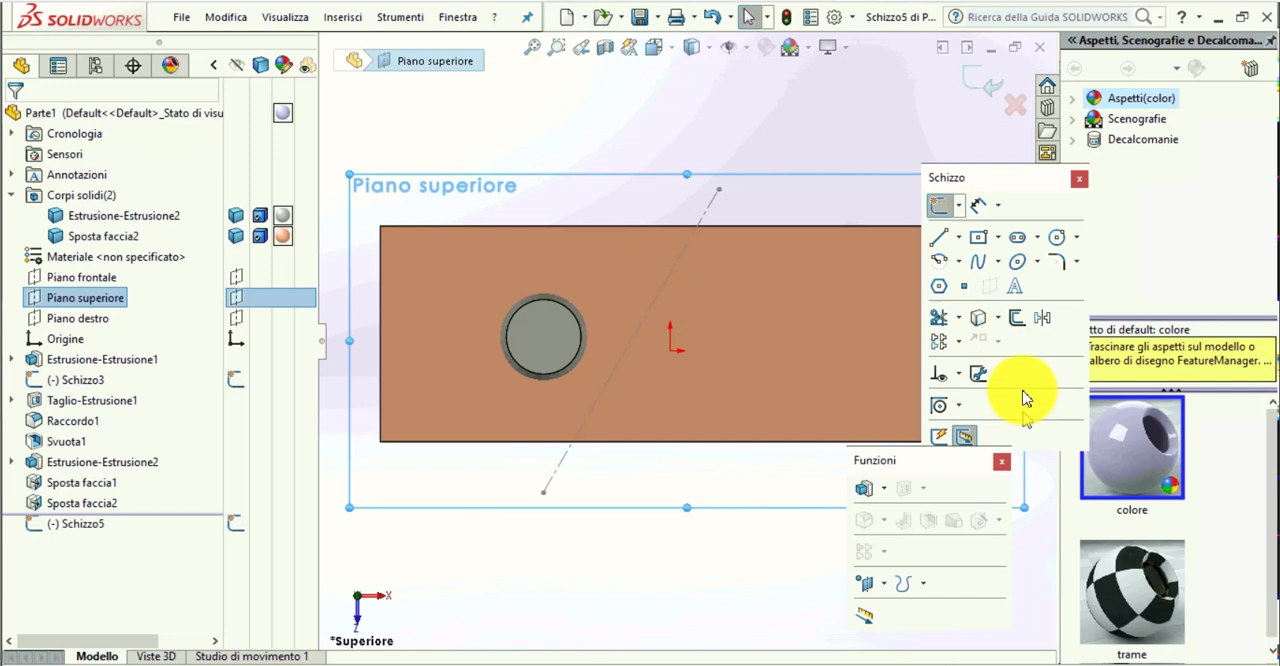 SOLIDWORKS
File
Modifica
Visualizza
Inserisci
Strumenti
Finestra
?
Schizzo5 di P...
Ricerca della Guida SOLIDWORKS
?
Piano superiore
Aspetti, Scenografie e Decalcoma...
Aspetti(color)
Scenografie
Decalcomanie
Parte1 (Default<<Default>_Stato di visu
Cronologia
Sensori
Annotazioni
Corpi solidi(2)
Estrusione-Estrusione2
Sposta faccia2
Materiale <non specificato>
Piano frontale
Piano superiore
Piano destro
Origine
Estrusione-Estrusione1
(-) Schizzo3
Taglio-Estrusione1
Raccordo1
Svuota1
Estrusione-Estrusione2
Sposta faccia1
Sposta faccia2
(-) Schizzo5
Piano superiore
Schizzo
Funzioni
tto di default: colore
Trascinare gli aspetti sul modello o
albero di disegno FeatureManager. ...
colore
trame
X
Z
*Superiore
Modello
Viste 3D
Studio di movimento 1